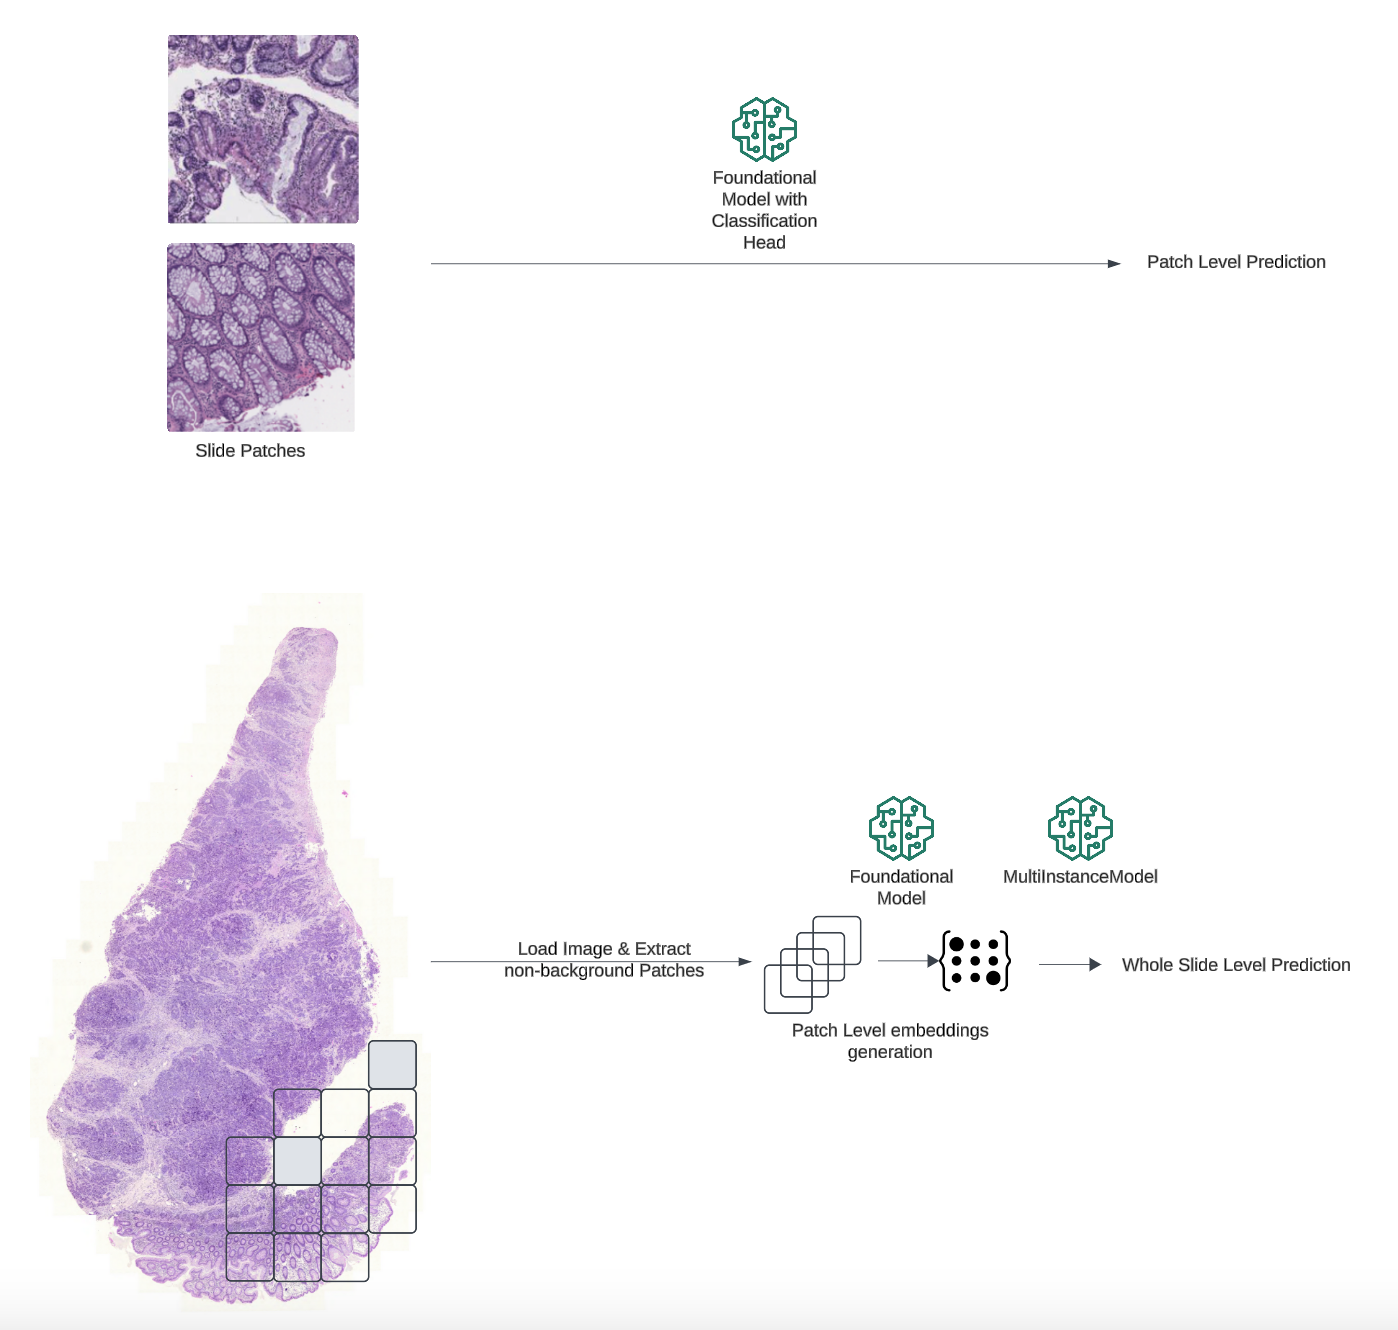 Foundational
Model with
Classification
Head
Patch Level Prediction
Slide Patches
Foundational
Model
MultiInstanceModel
Load Image & Extract
non-background Patches
Whole Slide Level Prediction
Patch Level embeddings
generation